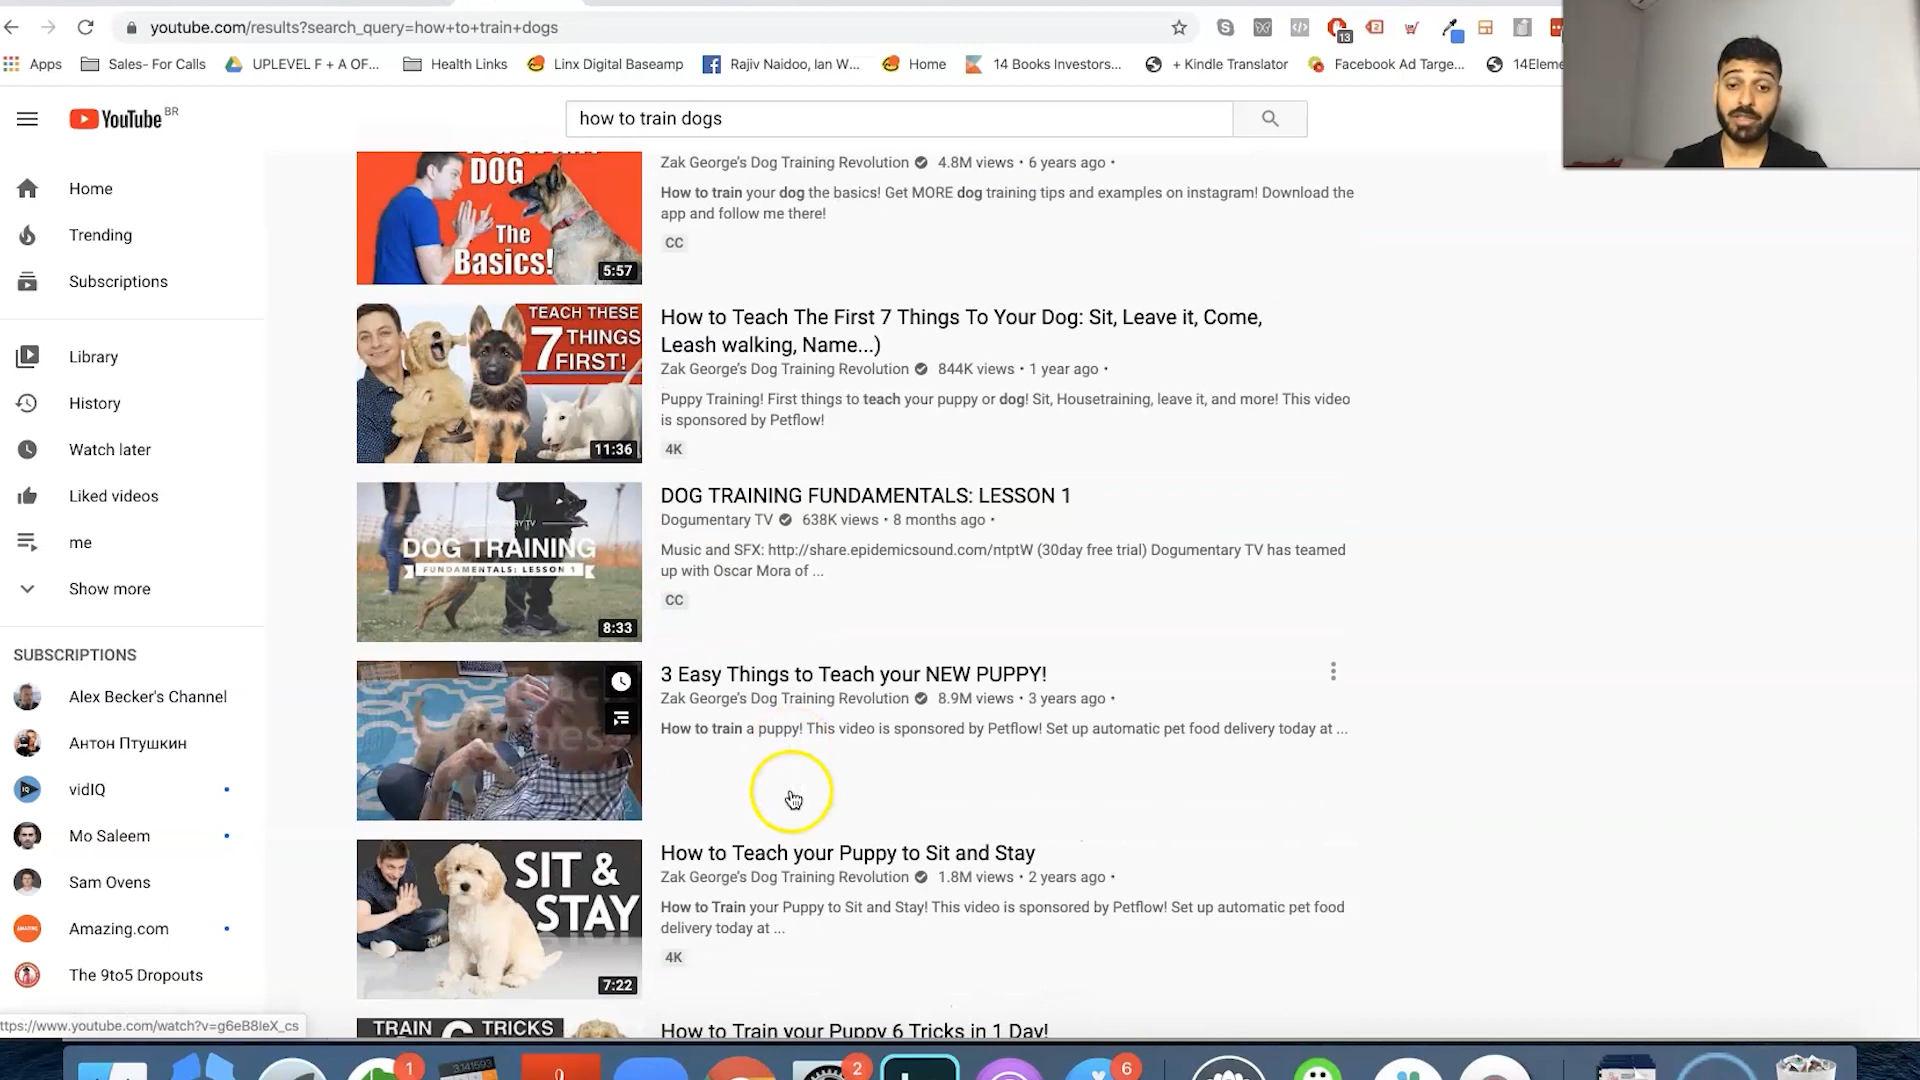 youtube.com/results?search_query=how+to+train+dogs
13
Apps
Sales- For Calls
UPLEVEL F + A OF...
Health Links
Linx Digital Baseamp
Rajiv Naidoo, Ian W...
Home
14 Books Investors...
+ Kindle Translator
Facebook Ad Targe...
14Eleme
YouTube BR
how to train dogs
Home
Trending
Subscriptions
Library
History
Watch later
Liked videos
me
Show more
SUBSCRIPTIONS
Alex Becker's Channel
Антон Птушкин
vidIQ
Mo Saleem
Sam Ovens
Amazing.com
The 9to5 Dropouts
ttps://www.youtube.com/watch?v=g6eB8IeX_cs
DOG
The
Basics!
5:57
Zak George's Dog Training Revolution 4.8M views • 6 years ago •
How to train your dog the basics! Get MORE dog training tips and examples on instagram! Download the
app and follow me there!
CC
TEACH THESE
7 THINGS
FIRST!
11:36
How to Teach The First 7 Things To Your Dog: Sit, Leave it, Come,
Leash walking, Name...)
Zak George's Dog Training Revolution 844K views • 1 year ago •
Puppy Training! First things to teach your puppy or dog! Sit, Housetraining, leave it, and more! This video
is sponsored by Petflow!
4K
DOG TRAINING
FUNDAMENTALS: LESSON 1
8:33
DOG TRAINING FUNDAMENTALS: LESSON 1
Dogumentary TV 638K views • 8 months ago •
Music and SFX: http://share.epidemicsound.com/ntptW (30day free trial) Dogumentary TV has teamed
up with Oscar Mora of ...
CC
3 Easy Things to Teach your NEW PUPPY!
Zak George's Dog Training Revolution 8.9M views • 3 years ago •
How to train a puppy! This video is sponsored by Petflow! Set up automatic pet food delivery today at ...
SIT &
STAY
7:22
How to Teach your Puppy to Sit and Stay
Zak George's Dog Training Revolution 1.8M views • 2 years ago •
How to Train your Puppy to Sit and Stay! This video is sponsored by Petflow! Set up automatic pet food
delivery today at ...
4K
TRAIN 6 TRICKS
How to Train your Puppy 6 Tricks in 1 Day!
1
3.141593
2
6